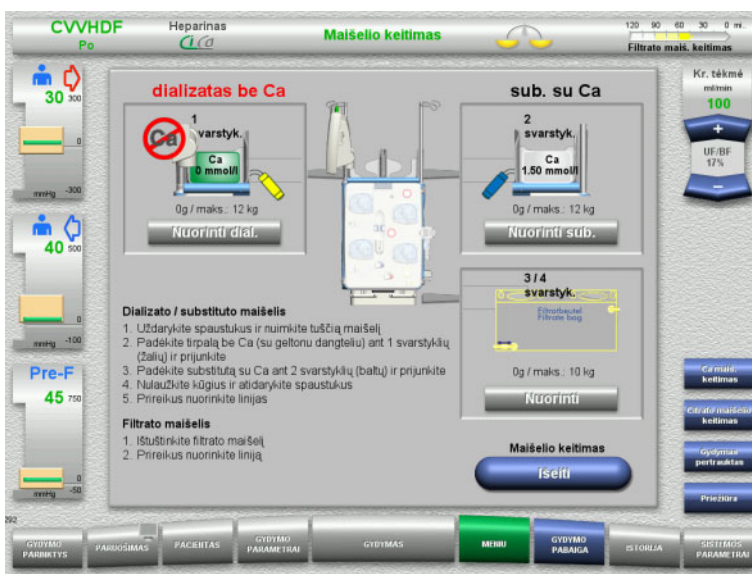 CVVHDF
Po
Heparinas
CiCa
Maišelio keitimas
120 90 60 30 0 mi.
Filtrato maiš. keitimas
30 300
0
mmHg -300
40 500
0
mmHg -100
Pre-F
45 750
0
mmHg -50
dializatas be Ca
1
svarstyk.
Ca
Ca
0 mmol/l
0g / maks.: 12 kg
Nuorinti dial.
sub. su Ca
2
svarstyk.
Ca
1.50 mmol/l
0g / maks.: 12 kg
Nuorinti sub.
3 / 4
svarstyk.
Filtratbeutel
Filtrate bag
0g / maks.: 10 kg
Nuorinti
Dializato / substituto maišelis
1. Uždarykite spaustukus ir nuimkite tuščią maišelį
2. Padėkite tirpalą be Ca (su geltonu dangteliu) ant 1 svarstyklių
(žalių) ir prijunkite
3. Padėkite substitutą su Ca ant 2 svarstyklių (baltų) ir prijunkite
4. Nulaužkite kūgius ir atidarykite spaustukus
5. Prireikus nuorinkite linijas
Filtrato maišelis
1. Ištuštinkite filtrato maišelį
2. Prireikus nuorinkite liniją
Maišelio keitimas
Išeiti
Kr. tėkmė
ml/min
100
+
UF/BF
17%
−
Ca maiš.
keitimas
Citrato maišelio
keitimas
Gydymas
pertrauktas
Priežiūra
292
GYDYMO
PARINKTYS
PARUOŠIMAS
PACIENTAS
GYDYMO
PARAMETRAI
GYDYMAS
MENIU
GYDYMO
PABAIGA
ISTORIJA
SISTEMOS
PARAMETRAI